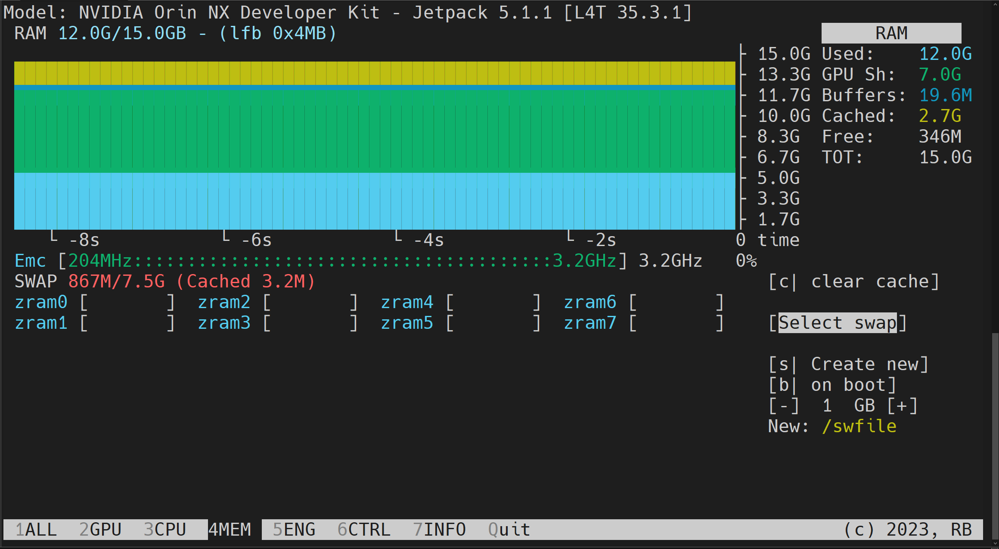 Model: NVIDIA Orin NX Developer Kit - Jetpack 5.1.1 [L4T 35.3.1]
RAM 12.0G/15.0GB - (lfb 0x4MB)
RAM
15.0G Used: 12.0G
13.3G GPU Sh: 7.0G
11.7G Buffers: 19.6M
10.0G Cached: 2.7G
8.3G Free: 346M
6.7G TOT: 15.0G
5.0G
3.3G
1.7G
-8s -6s -4s -2s 0 time
Emc [204MHz:::::::::::::::::::::::::::::::::::::::3.2GHz] 3.2GHz 0%
SWAP 867M/7.5G (Cached 3.2M) [c| clear cache]
zram0 [ ] zram2 [ ] zram4 [ ] zram6 [ ]
zram1 [ ] zram3 [ ] zram5 [ ] zram7 [ ] [Select swap]
[s| Create new]
[b| on boot]
[-] 1 GB [+]
New: /swfile
1ALL 2GPU 3CPU 4MEM 5ENG 6CTRL 7INFO Quit (c) 2023, RB